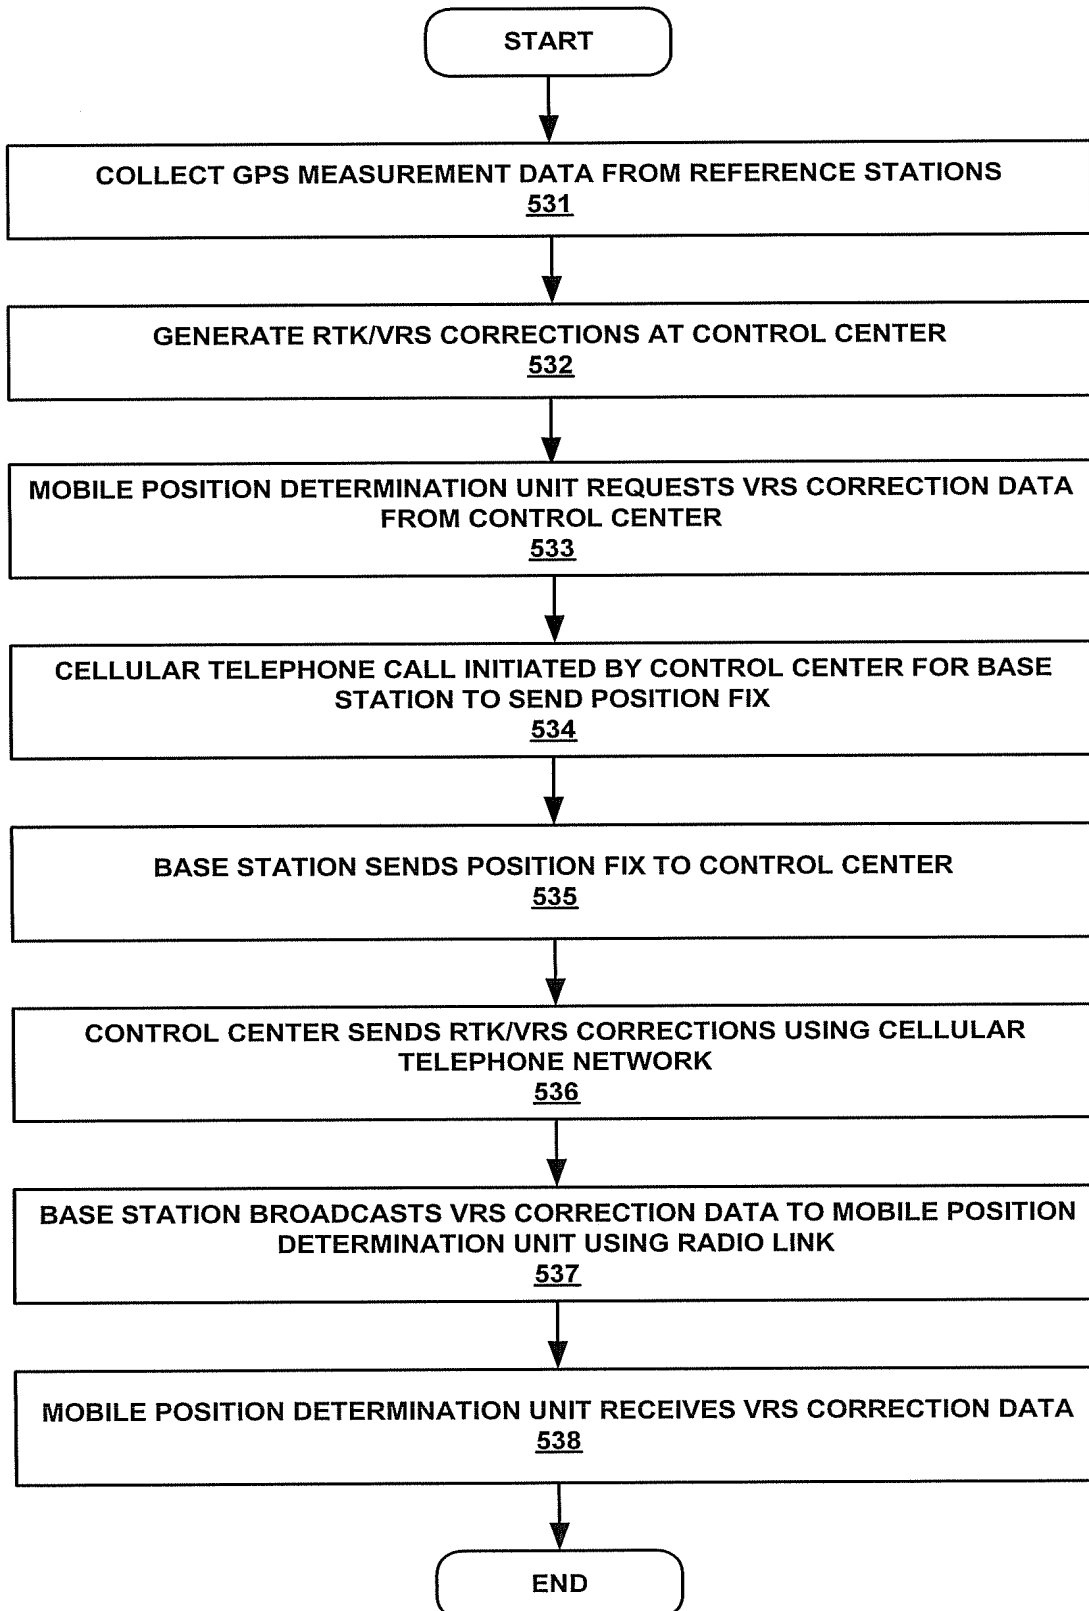 START
COLLECT GPS MEASUREMENT DATA FROM REFERENCE STATIONS
531
GENERATE RTK/VRS CORRECTIONS AT CONTROL CENTER
532
MOBILE POSITION DETERMINATION UNIT REQUESTS VRS CORRECTION DATA
FROM CONTROL CENTER
533
CELLULAR TELEPHONE CALL INITIATED BY CONTROL CENTER FOR BASE
STATION TO SEND POSITION FIX
534
BASE STATION SENDS POSITION FIX TO CONTROL CENTER
535
CONTROL CENTER SENDS RTK/VRS CORRECTIONS USING CELLULAR
TELEPHONE NETWORK
536
BASE STATION BROADCASTS VRS CORRECTION DATA TO MOBILE POSITION
DETERMINATION UNIT USING RADIO LINK
537
MOBILE POSITION DETERMINATION UNIT RECEIVES VRS CORRECTION DATA
538
END